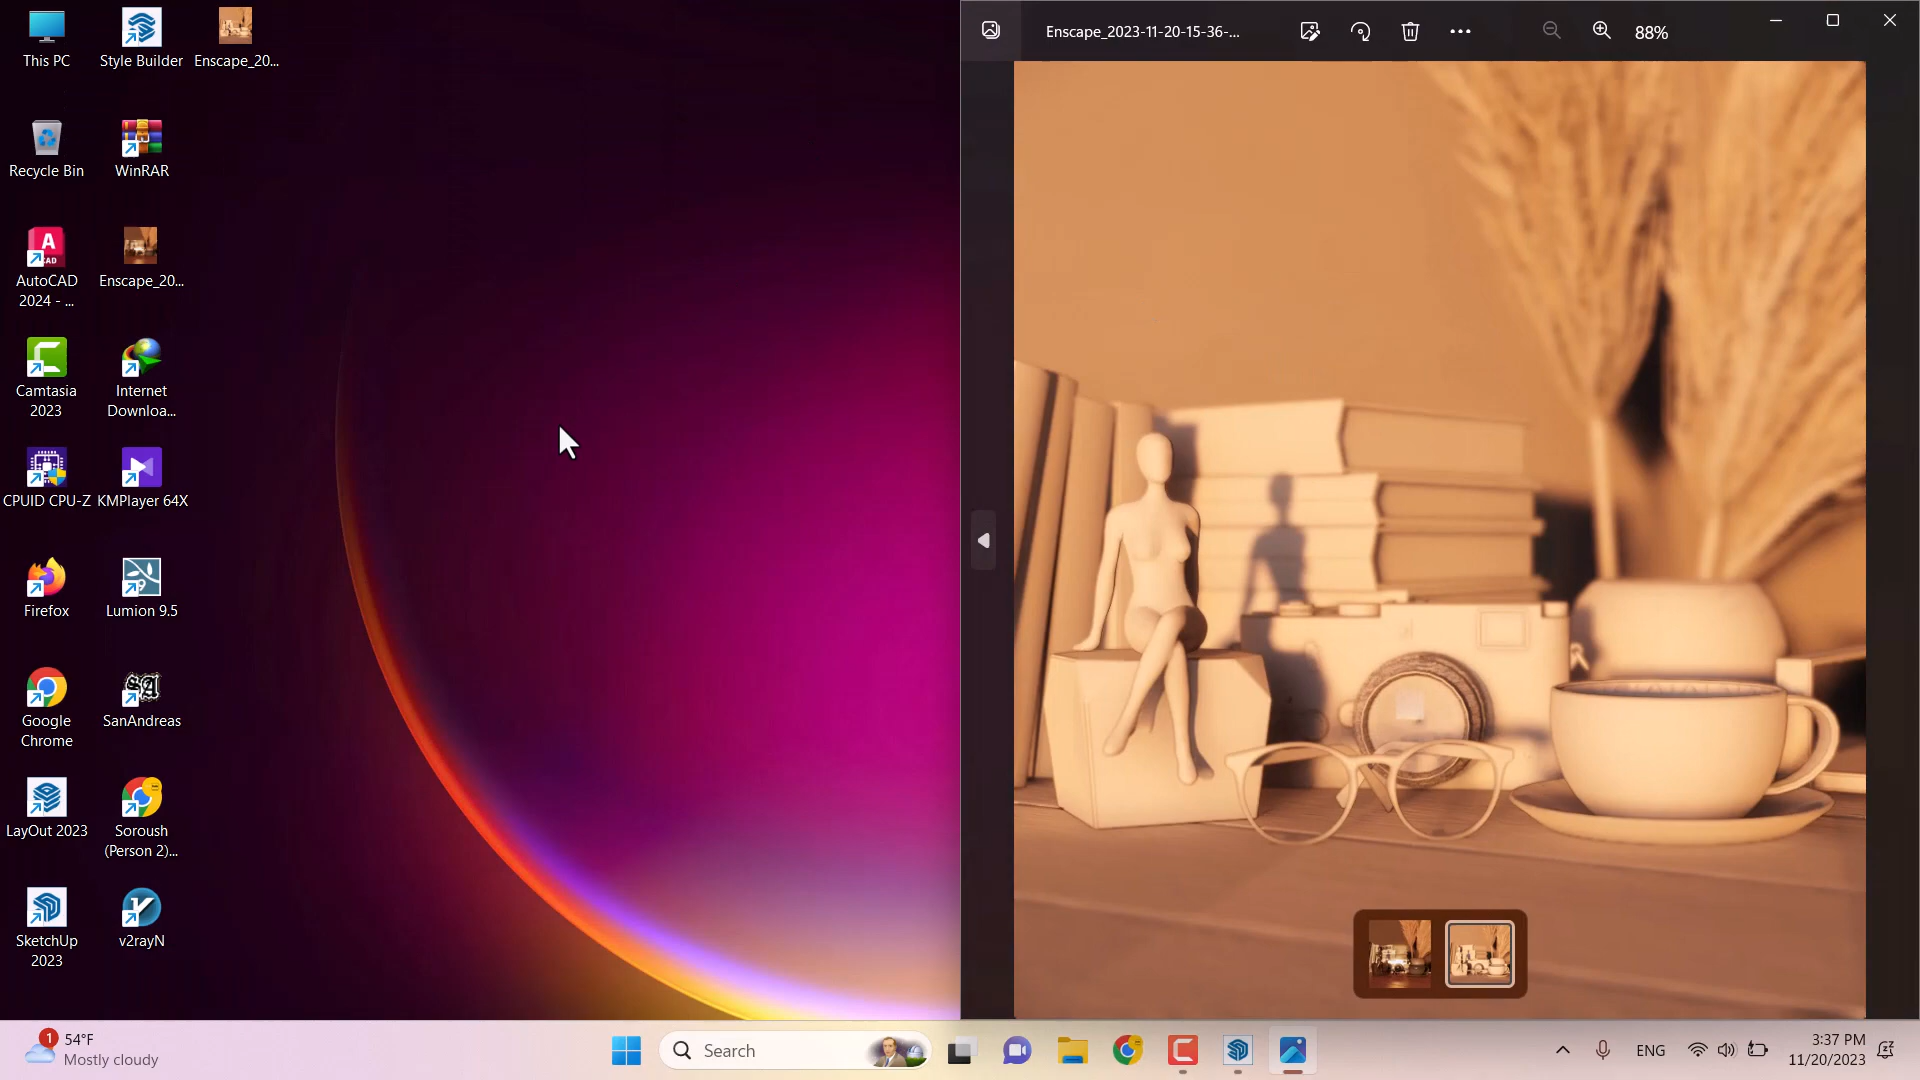 This PC
Style Builder
Enscape_20...
Recycle Bin
WinRAR
AutoCAD
2024 - ...
Enscape_20...
Camtasia
2023
Internet
Downloa...
CPUID CPU-Z
KMPlayer 64X
Firefox
Lumion 9.5
Google
Chrome
SanAndreas
LayOut 2023
Soroush
(Person 2)...
SketchUp
2023
v2rayN
Enscape_2023-11-20-15-36-...
88%
1
54°F
Mostly cloudy
Search
ENG
3:37 PM
11/20/2023